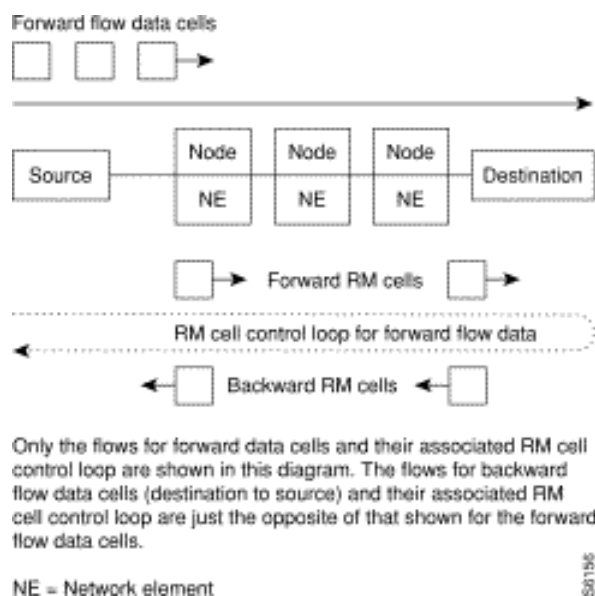 Forward flow data cells
Node Node Node
Source Destination
NE NE NE
Forward RM cells
RM cell control loop for forward flow data
Backward RM cells
Only the flows for forward data cells and their associated RM cell
control loop are shown in this diagram. The flows for backward
flow data cells (destination to source) and their associated RM
cell control loop are just the opposite of that shown for the forward
flow data cells.
NE = Network element
S6156